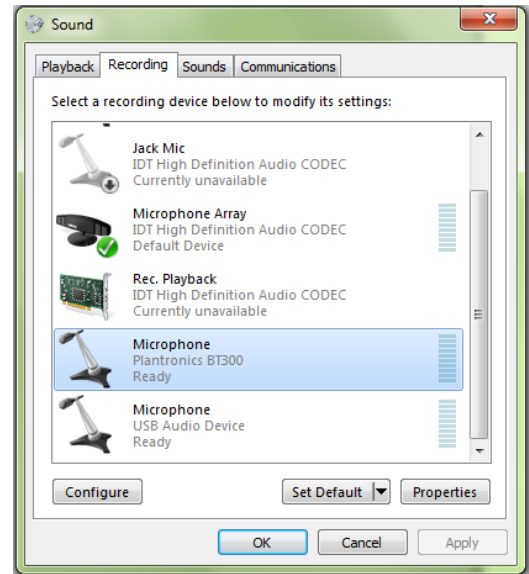 Sound
Playback Recording Sounds Communications
Select a recording device below to modify its settings:
Jack Mic
IDT High Definition Audio CODEC
Currently unavailable
Microphone Array
IDT High Definition Audio CODEC
Default Device
Rec. Playback
IDT High Definition Audio CODEC
Currently unavailable
Microphone
Plantronics BT300
Ready
Microphone
USB Audio Device
Ready
Configure Set Default Properties
OK Cancel Apply